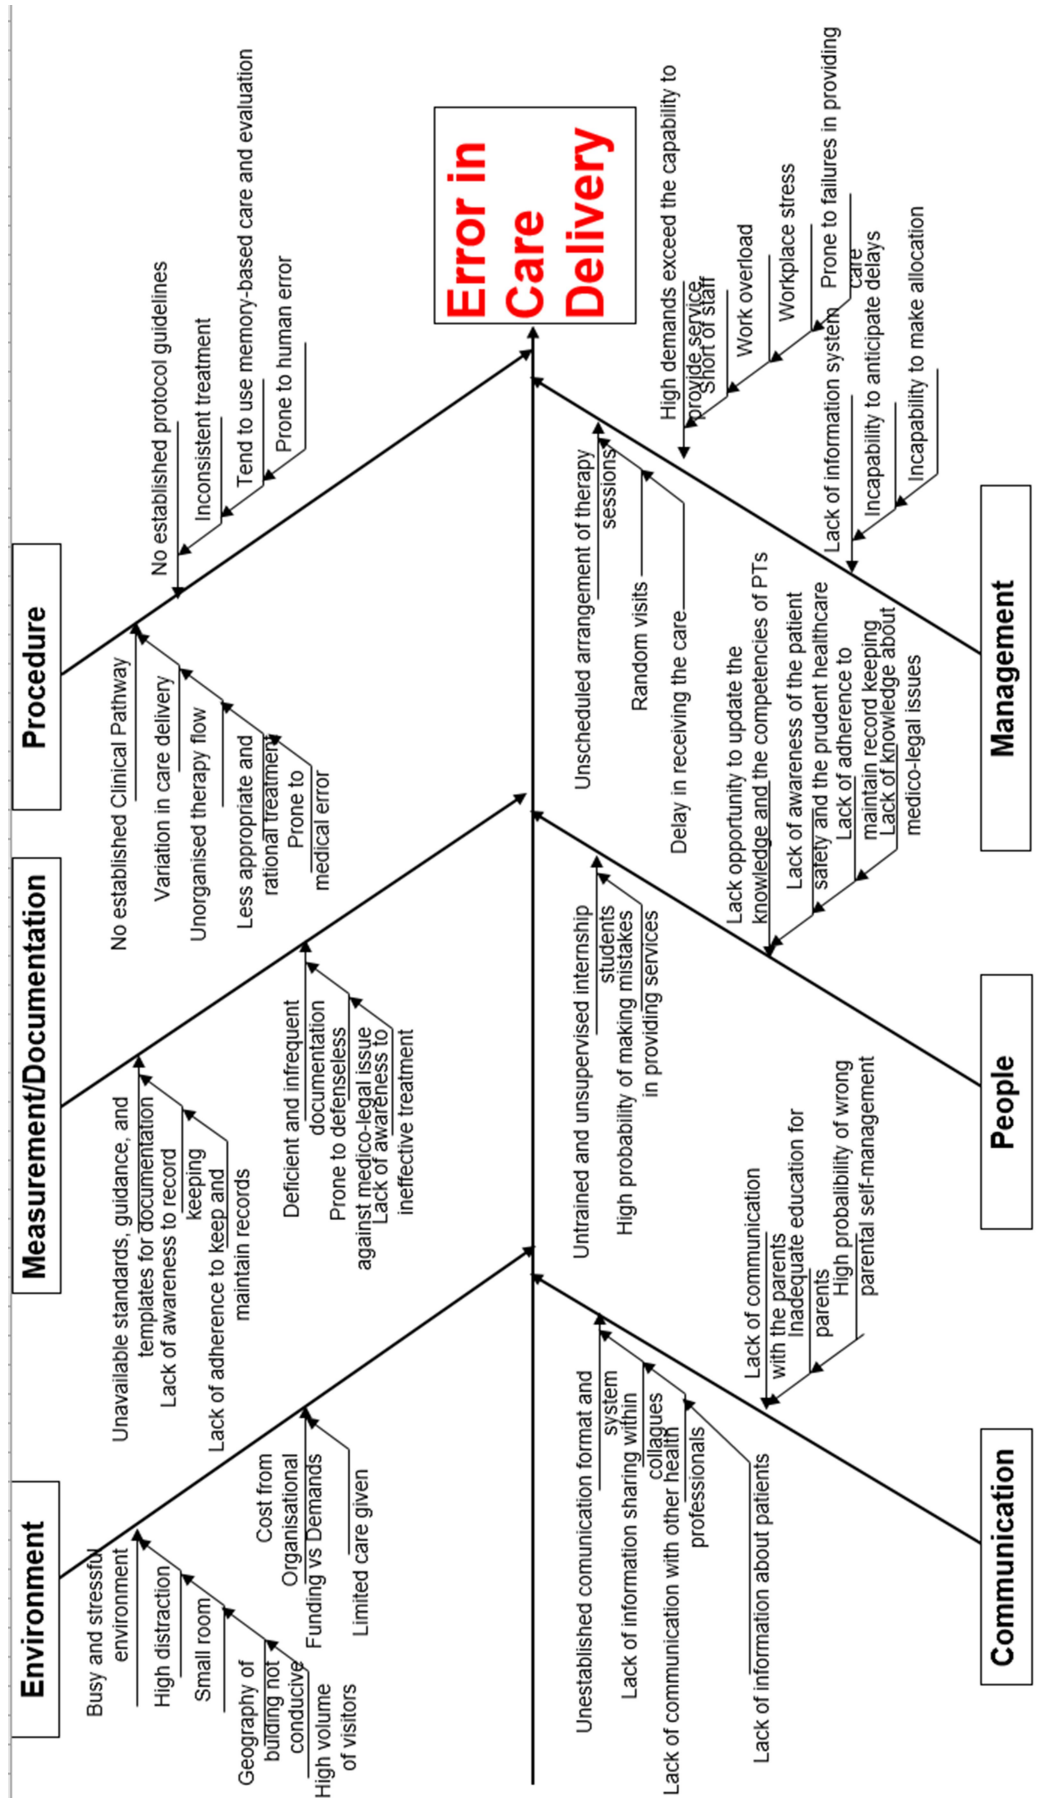 Environment
Busy and stressful
environment
High distraction
Small room
Geography of
buiding not
conducive
High volume
of visitors
Cost from
Organisational
Funding vs Demands
Limited care given
Measurement/Documentation
Unavailable standards, guidance, and
templates for documentation
Lack of awareness to record
keeping
Lack of adherence to keep and
maintain records
Deficient and infrequent
documentation
Prone to defenseless
against medico-legal issue
Lack of awareness to
ineffective treatment
Procedure
No established Clinical Pathway
Variation in care delivery
Unorganised therapy flow
Less appropriate and
rational treatment
Prone to
medical error
No established protocol guidelines
Inconsistent treatment
Tend to use memory-based care and evaluation
Prone to human error
Error in
Care
Delivery
Communication
Unestablished comunication format and
system
Lack of information sharing within
collagues
Lack of communication with other health
professionals
Lack of information about patients
Lack of communication
with the parents
Inadequate education for
parents
High probalibility of wrong
parental self-management
People
Untrained and unsupervised internship
students
High probability of making mistakes
in providing services
Lack opportunity to update the
knowledge and the competencies of PTs
Lack of awareness of the patient
safety and the prudent healthcare
Lack of adherence to
maintain record keeping
Lack of knowledge about
medico-legal issues
Management
Unscheduled arrangement of therapy
sessions
Random visits
Delay in receiving the care
High demands exceed the capability to
provide service
Short of staff
Work overload
Workplace stress
Prone to failures in providing
care
Lack of information system
Incapability to anticipate delays
Incapability to make allocation